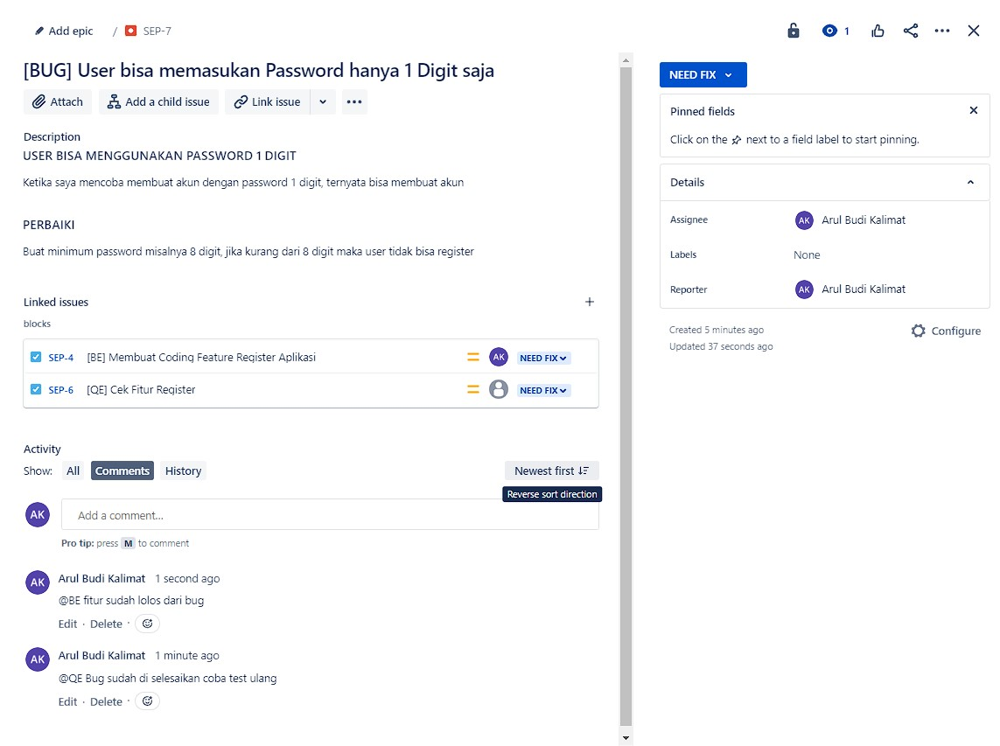 Add epic / SEP-7
1
[BUG] User bisa memasukan Password hanya 1 Digit saja
Attach
Add a child issue
Link issue
Description
USER BISA MENGGUNAKAN PASSWORD 1 DIGIT
Ketika saya mencoba membuat akun dengan password 1 digit, ternyata bisa membuat akun
PERBAIKI
Buat minimum password misalnya 8 digit, jika kurang dari 8 digit maka user tidak bisa register
Linked issues
blocks
SEP-4 [BE] Membuat Coding Feature Register Aplikasi AK NEED FIX
SEP-6 [QE] Cek Fitur Register NEED FIX
Activity
Show: All Comments History Newest first
Reverse sort direction
AK Add a comment...
Pro tip: press M to comment
AK Arul Budi Kalimat 1 second ago
@BE fitur sudah lolos dari bug
Edit · Delete ·
AK Arul Budi Kalimat 1 minute ago
@QE Bug sudah di selesaikan coba test ulang
Edit · Delete ·
NEED FIX
Pinned fields
Click on the next to a field label to start pinning.
Details
Assignee AK Arul Budi Kalimat
Labels None
Reporter AK Arul Budi Kalimat
Created 5 minutes ago
Updated 37 seconds ago
Configure